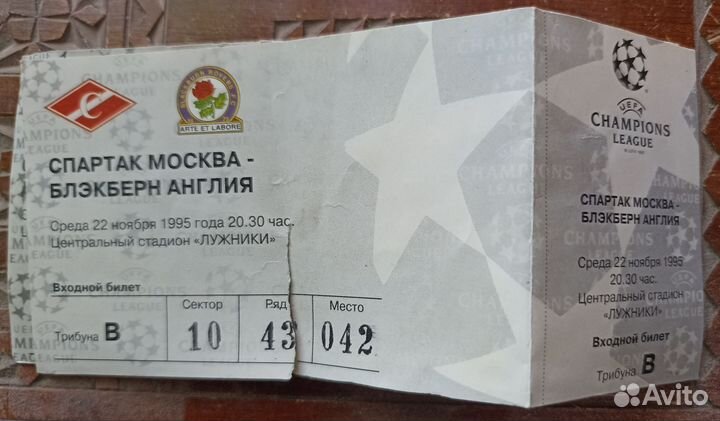 С
BLACKBURN ROVERS F.C.
ARTE ET LABORE
СПАРТАК МОСКВА -
БЛЭКБЕРН АНГЛИЯ
Среда 22 ноября 1995 года 20.30 час.
Центральный стадион «ЛУЖНИКИ»
Входной билет
Трибуна В
Сектор
10
Ряд
43
Место
042
UEFA
CHAMPIONS
LEAGUE
СПАРТАК МОСКВА -
БЛЭКБЕРН АНГЛИЯ
Среда 22 ноября 1995
20.30 час.
Центральный стадион
«ЛУЖНИКИ»
Входной билет
Трибуна В
Avito